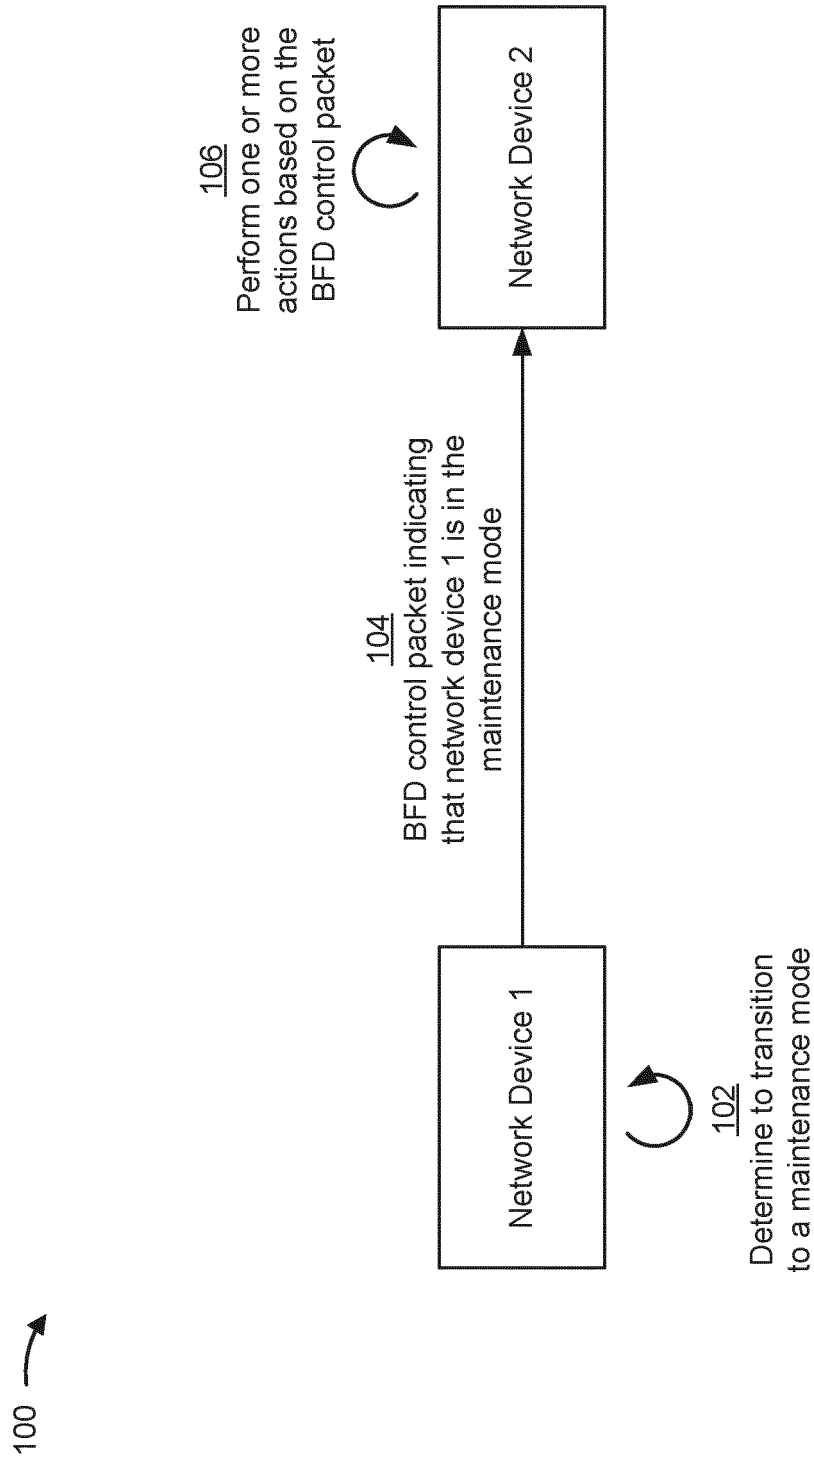 100
Network Device 1
102
Determine to transition
to a maintenance mode
104
BFD control packet indicating
that network device 1 is in the
maintenance mode
106
Perform one or more
actions based on the
BFD control packet
Network Device 2